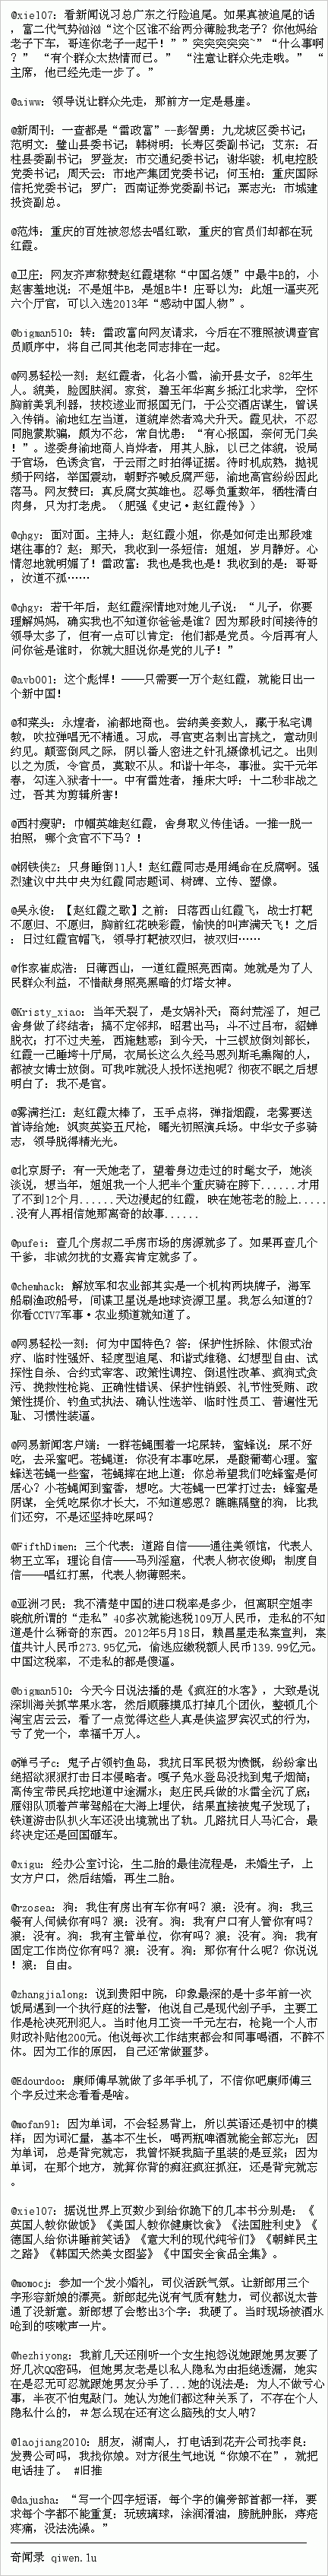 @xiel07: 看新闻说习总广东之行险追尾。如果真被追尾的话
，富二代气势汹汹“这个区谁不给两分薄脸我老子？你他妈给
老子下车，哥连你老子一起干！””突突突突突~”“什么事啊
？”　“有个群众太热情而已。”　“注意让群众先走哦。”　“
主席，他已经先走一步了。”
@aiww: 领导说让群众先走，那前方一定是悬崖。
@新周刊: 一查都是“雷政富”--彭智勇: 九龙坡区委书记;
范明文: 璧山县委书记; 韩树明: 长寿区委副书记; 艾东: 石
柱县委副书记; 罗登友: 市交通纪委书记; 谢华骏: 机电控股
党委书记; 周天云: 市地产集团党委书记; 何玉柏: 重庆国际
信托党委书记; 罗广: 西南证券党委副书记; 粟志光: 市城建
投资副总。
@范炜: 重庆的百姓被忽悠去唱红歌，重庆的官员们却都在玩
红霞。
@卫庄: 网友齐声称赞赵红霞堪称“中国名媛”中最牛B的，小
赵害羞地说: 不是姐牛B，是姐B牛！庄哥以为: 此姐一逼夹死
六个厅官，可以入选2013年“感动中国人物”。
@bigman510: 转: 雷政富向网友请求，今后在不雅照被调查官
员顺序中，将自己同其他老同志排在一起。
@网易轻松一刻: 赵红霞者，化名小雪，渝开县女子，82年生
人。貌美，脸园肤润。家贫，碧玉年华离乡抵江北求学，空怀
胸前美乳利器，技校遂业而报国无门，于公交酒店谋生，曾误
入传销。渝地红左当道，道貌岸然者鸡犬升天。霞见状，不忍
同胞蒙欺骗，颇为不忿，常自忧患: “有心报国，奈何无门矣
！”。遂委身渝地商人肖烨者，用其人脉，以己之体貌，设局
于官场，色诱贪官，于云雨之时拍得证据。待时机成熟，抛视
频于网络，举国震动，朝野齐喊反腐严惩，渝地高官纷纷因此
落马。网友赞曰: 真反腐女英雄也。忍辱负重数年，牺牲清白
肉身，只为打老虎。（肥强《史记·赵红霞传》）
@qhgy: 面对面。主持人: 赵红霞小姐，你是如何走出那段难
堪往事的？赵: 那天，我收到一条短信: 姐姐，岁月静好。心
情忽地就明媚了！雷政富: 我也是我也是！我收到的是: 哥哥
，汝道不孤……
@qhgy: 若干年后，赵红霞深情地对她儿子说: “儿子，你要
理解妈妈，确实我也不知道你爸爸是谁？因为那段时间接待的
领导太多了，但有一点可以肯定: 他们都是党员。今后再有人
问你爸是谁时，你就大胆说你是党的儿子！”
@avb001: 这个彪悍！——只需要一万个赵红霞，就能日出一
个新中国！
@和菜头: 永煌者，渝都地商也。尝纳美妾数人，藏于私宅调
教，吹拉弹唱无不精通。习成，寻官吏名刺出言挑之，意动则
约见。颠鸾倒凤之际，阴以番人密进之针孔摄像机记之。出则
以之为质，令官员，莫敢不从。和谐十年冬，事泄。实干元年
春，勾连入狱者十一。中有雷姓者，捶床大呼: 十二秒非战之
过，吾其为剪辑所害！
@西村瘦驴: 巾帼英雄赵红霞，舍身取义传佳话。一推一脱一
拍照，哪个贪官不下马？！
@钢铁侠Z: 只身睡倒11人！赵红霞同志是用绳命在反腐啊。强
烈建议中共中央为红霞同志题词、树碑、立传、塑像。
@吴永俊: 【赵红霞之歌】之前: 日落西山红霞飞，战士打靶
不愿归、不愿归，胸前红花映彩霞，愉快的叫声满天飞！之后
: 日过红霞官帽飞，领导打靶被双归，被双归……
@作家崔成浩: 日薄西山，一道红霞照亮西南。她就是为了人
民群众利益，不惜献身照亮黑暗的灯塔女神。
@Kristy_xiao: 当年天裂了，是女娲补天; 商纣荒淫了，妲己
舍身做了终结者; 搞不定邻邦，昭君出马; 斗不过吕布，貂蝉
脱衣; 打不过夫差，西施魅惑; 到今天，十三钗放倒刘部长，
红霞一己睡垮十厅局，衣局长这么久经马恩列斯毛熏陶的人，
都被女博士放倒。可我咋就没人投怀送抱呢？彻夜不眠之后想
明白了: 我不是官。
@雾满拦江: 赵红霞太棒了，玉手点将，弹指烟霞，老雾要送
首诗给她: 飒爽英姿五尺枪，曙光初照演兵场。中华女子多骑
志，领导脱得精光光。
@北京厨子: 有一天她老了，望着身边走过的时髦女子，她淡
淡说，想当年，姐姐我一个人把半个重庆骑在胯下......才用
了不到12个月......天边漫起的红霞，映在她苍老的脸上.....
.没有人再相信她那离奇的故事......
@pufei: 查几个房叔二手房市场的房源就多了。如果再查几个
干爹，非诚勿扰的女嘉宾肯定就多了。
@chemhack: 解放军和农业部其实是一个机构两块牌子，海军
船刷渔政船号，间谍卫星说是地球资源卫星。我怎么知道的？
你看CCTV7军事·农业频道就知道了。
@网易轻松一刻: 何为中国特色？答: 保护性拆除、休假式治
疗、临时性强奸、轻度型追尾、和谐式维稳、幻想型自由、试
探性自杀、合约式宰客、政策性调控、倒退性改革、疯狗式贪
污、挽救性枪毙、正确性错误、保护性销毁、礼节性受贿、政
策性提价、钓鱼式执法、确认性选举、临时性员工、普遍性无
耻、习惯性装逼。
@网易新闻客户端: 一群苍蝇围着一坨屎转，蜜蜂说: 屎不好
吃，去采蜜吧。苍蝇道: 你没有本事吃屎，是酸葡萄心理。蜜
蜂送苍蝇一些蜜，苍蝇摔在地上道: 你总希望我们吃蜂蜜是何
居心？小苍蝇闻到蜜香，想吃。大苍蝇一巴掌打过去: 蜂蜜是
阴谋，全凭吃屎你才长大，不知道感恩？瞧瞧隔壁的狗，比我
们还穷，不是还坚持吃屎吗？
@FifthDimen: 三个代表: 道路自信——通往美领馆，代表人
物王立军; 理论自信——马列淫窟，代表人物衣俊卿; 制度自
信——唱红打黑，代表人物薄熙来。
@亚洲刁民: 我不清楚中国的进口税率是多少，但离职空姐李
晓航所谓的“走私”40多次就能逃税109万人民币，走私的不知
道是什么稀奇的东西。2012年5月18日，赖昌星走私案宣判，案
值共计人民币273.95亿元，偷逃应缴税额人民币139.99亿元。
中国这税率，不走私的都是傻逼。
@bigman510: 今天今日说法播的是《疯狂的水客》，大致是说
深圳海关抓苹果水客，然后顺藤摸瓜打掉几个团伙，整顿几个
淘宝店云云，看了一点觉得这些人真是侠盗罗宾汉式的行为，
亏了党一个，幸福千万人。
@弹弓子c: 鬼子占领钓鱼岛，我抗日军民极为愤慨，纷纷拿出
绝招欲狠狠打击日本侵略者。嘎子凫水登岛没找到鬼子烟筒;
高传宝带民兵挖地道中途漏水; 赵庄民兵做的水雷全沉了底;
雁翎队顶着芦苇驾船在大海上埋伏，结果直接被鬼子发现了;
铁道游击队扒火车还没出境就出了轨。几路抗日人马汇合，最
终决定还是回国砸车。
@xigu: 经办公室讨论，生二胎的最佳流程是，未婚生子，上
女方户口，然后结婚，再生二胎。
@rzosea: 狗: 我住有房出有车你有吗？狼: 没有。狗: 我三
餐有人伺候你有吗？狼: 没有。狗: 我有户口有人管你有吗？
狼: 没有。狗: 我有主管单位，你有吗？狼: 没有。狗: 我有
固定工作岗位你有吗？狼: 没有。狗: 那你有什么呢？你说说
！狼: 自由。
@zhangjialong: 说到贵阳中院，印象最深的是十多年前一次
饭局遇到一个执行庭的法警，他说自己是现代刽子手，主要工
作是枪决死刑犯人。当时他月工资一千元左右，枪毙一个人市
财政补贴他200元。他说每次工作结束都会和同事喝酒，不醉不
休。因为工作的原因，自己还常做噩梦。
@Edourdoo: 康师傅早就做了多年手机了，不信你吧康师傅三
个字反过来念看看是啥。
@mofan91: 因为单词，不会轻易背上，所以英语还是初中的模
样; 因为词汇量，基本不生长，喝两瓶啤酒就能全部忘光; 因
为单词，总是背完就忘，我曾怀疑我脑子里装的是豆浆; 因为
单词，在那个地方，就算你背的癫狂疯狂抓狂，还是背完就忘
。
@xiel07: 据说世界上页数少到给你跪下的几本书分别是: 《
英国人教你做饭》《美国人教你健康饮食》《法国胜利史》《
德国人给你讲睡前笑话》《意大利的现代纯爷们》《朝鲜民主
之路》《韩国天然美女图鉴》《中国安全食品全集》。
@momocj: 参加一个发小婚礼，司仪活跃气氛。让新郎用三个
字形容新娘的漂亮。新郎起先说有气质有魅力，司仪都说太普
通了没新意。新郎想了会憋出3个字: 我硬了。当时现场被酒水
呛到的咳嗽声一片。
@hezhiyong: 我前几天还刚听一个女生抱怨说她跟她男友要了
好几次QQ密码，但她男友老是以私人隐私为由拒绝透漏，她实
在是忍无可忍就跟她男友分手了...她的说法是: 为人不做亏心
事，半夜不怕鬼敲门。她认为她们都这种关系了，不存在个人
隐私什么的，＃怎么现在还有这么脑残的女人呐？
@laojiang2010: 朋友，湖南人，打电话到花卉公司找李良:
发费公司吗，我找你娘。对方很生气地说“你娘不在”，就把
电话挂了。 #旧推
@dajusha: “写一个四字短语，每个字的偏旁部首都一样，要
求每个字都不能重复: 玩玻璃球，涂润滑油，膀胱肿胀，痔疮
疼痛，没法洗澡。”
奇闻录 qiwen.lu